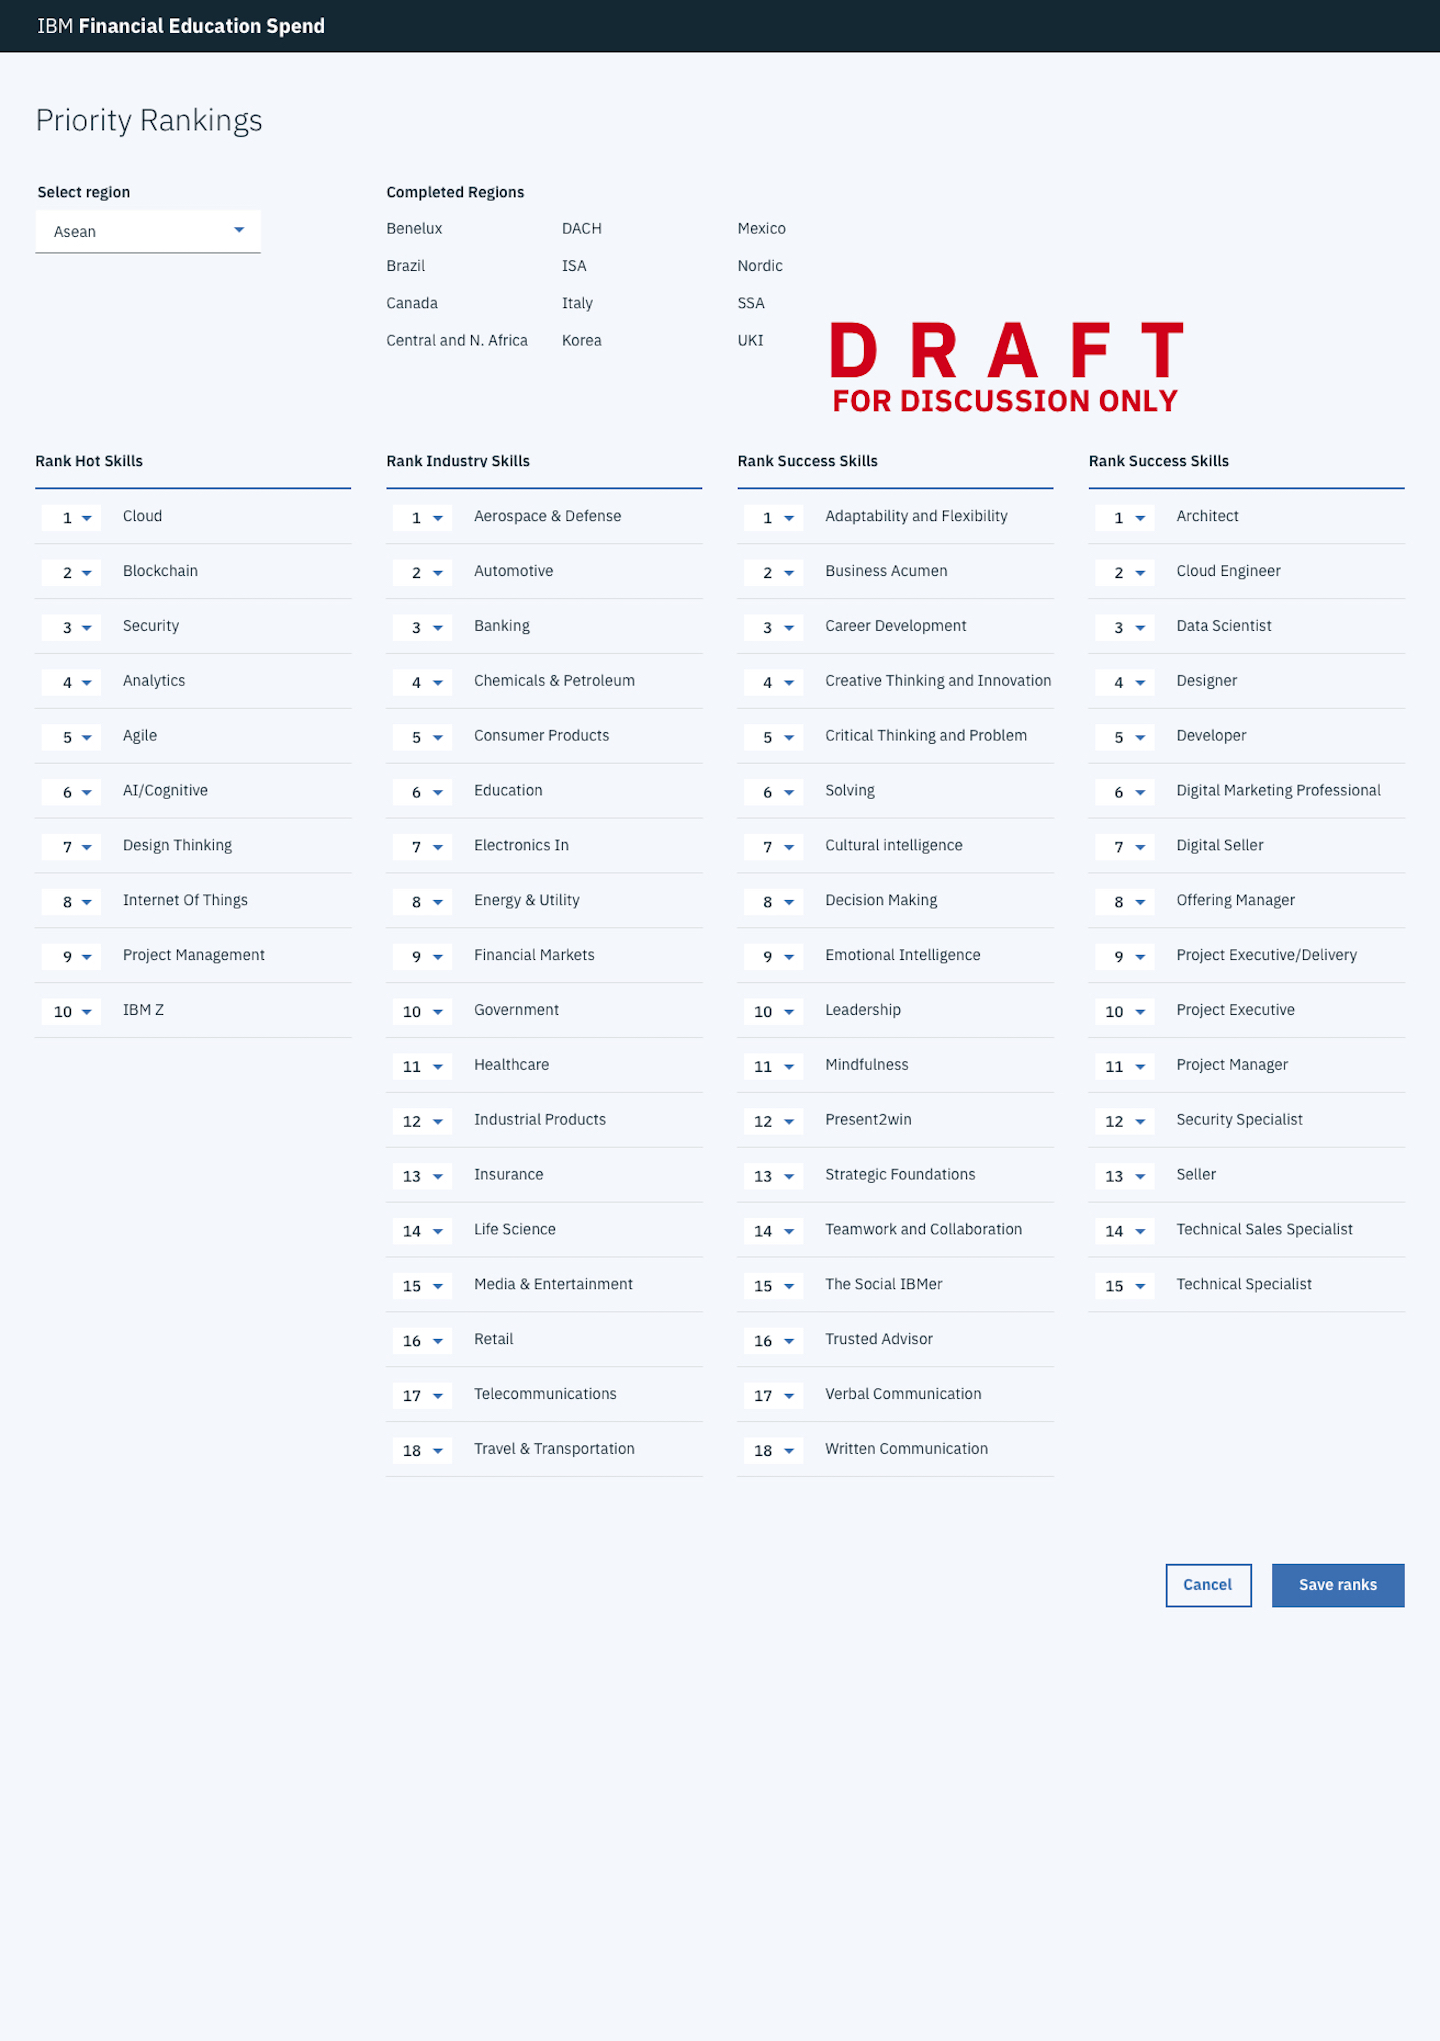 IBM Financial Education Spend
Priority Rankings
Select region
Asean
Completed Regions
Benelux DACH Mexico
Brazil ISA Nordic
Canada Italy SSA
Central and N. Africa Korea UKI
DRAFT
FOR DISCUSSION ONLY
Rank Hot Skills
1 Cloud
2 Blockchain
3 Security
4 Analytics
5 Agile
6 AI/Cognitive
7 Design Thinking
8 Internet Of Things
9 Project Management
10 IBM Z
Rank Industry Skills
1 Aerospace & Defense
2 Automotive
3 Banking
4 Chemicals & Petroleum
5 Consumer Products
6 Education
7 Electronics In
8 Energy & Utility
9 Financial Markets
10 Government
11 Healthcare
12 Industrial Products
13 Insurance
14 Life Science
15 Media & Entertainment
16 Retail
17 Telecommunications
18 Travel & Transportation
Rank Success Skills
1 Adaptability and Flexibility
2 Business Acumen
3 Career Development
4 Creative Thinking and Innovation
5 Critical Thinking and Problem
6 Solving
7 Cultural intelligence
8 Decision Making
9 Emotional Intelligence
10 Leadership
11 Mindfulness
12 Present2win
13 Strategic Foundations
14 Teamwork and Collaboration
15 The Social IBMer
16 Trusted Advisor
17 Verbal Communication
18 Written Communication
Rank Success Skills
1 Architect
2 Cloud Engineer
3 Data Scientist
4 Designer
5 Developer
6 Digital Marketing Professional
7 Digital Seller
8 Offering Manager
9 Project Executive/Delivery
10 Project Executive
11 Project Manager
12 Security Specialist
13 Seller
14 Technical Sales Specialist
15 Technical Specialist
Cancel
Save ranks